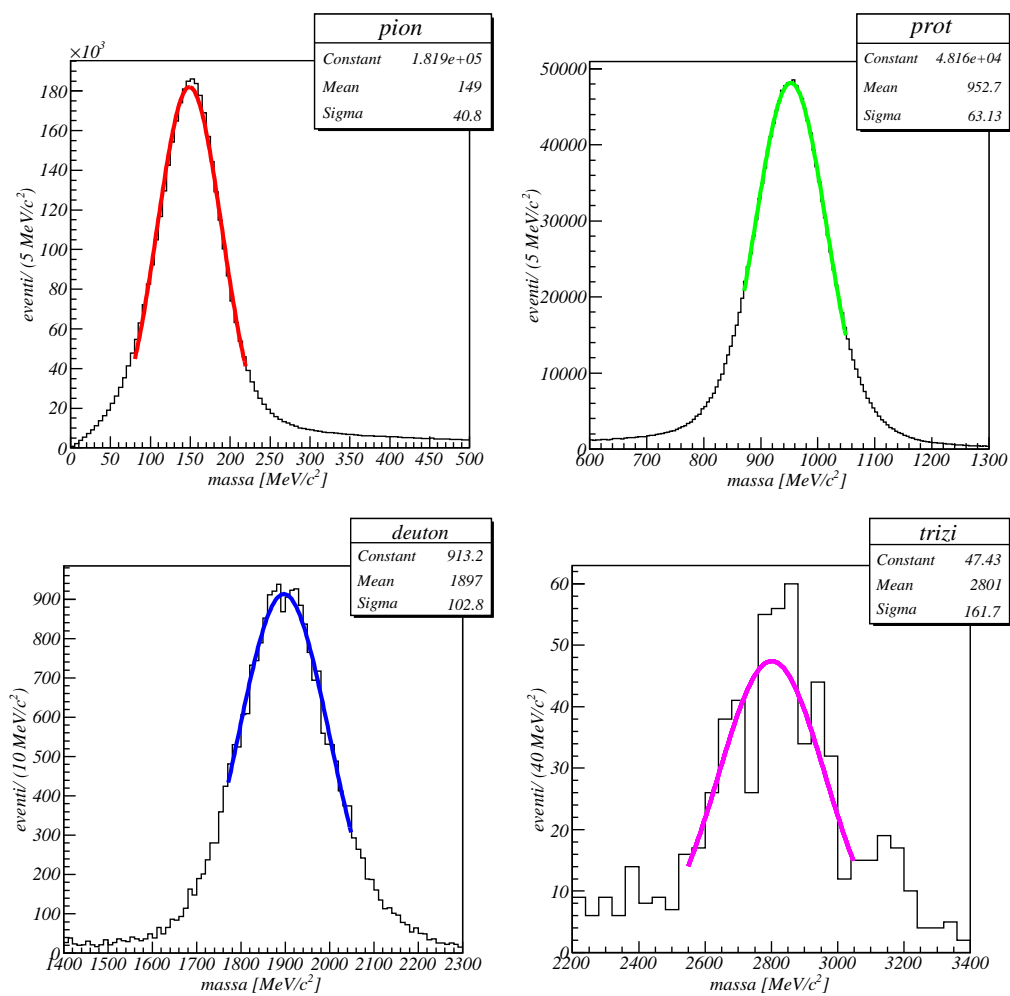 pion
Constant 1.819e+05
Mean 149
Sigma 40.8
×10³
180
160
140
120
100
80
60
40
20
0
eventi/ (5 MeV/c²)
0 50 100 150 200 250 300 350 400 450 500
massa [MeV/c²]
prot
Constant 4.816e+04
Mean 952.7
Sigma 63.13
50000
40000
30000
20000
10000
0
eventi/ (5 MeV/c²)
600 700 800 900 1000 1100 1200 1300
massa [MeV/c²]
deuton
Constant 913.2
Mean 1897
Sigma 102.8
900
800
700
600
500
400
300
200
100
0
eventi/ (10 MeV/c²)
1400 1500 1600 1700 1800 1900 2000 2100 2200 2300
massa [MeV/c²]
trizi
Constant 47.43
Mean 2801
Sigma 161.7
60
50
40
30
20
10
0
eventi/ (40 MeV/c²)
2200 2400 2600 2800 3000 3200 3400
massa [MeV/c²]